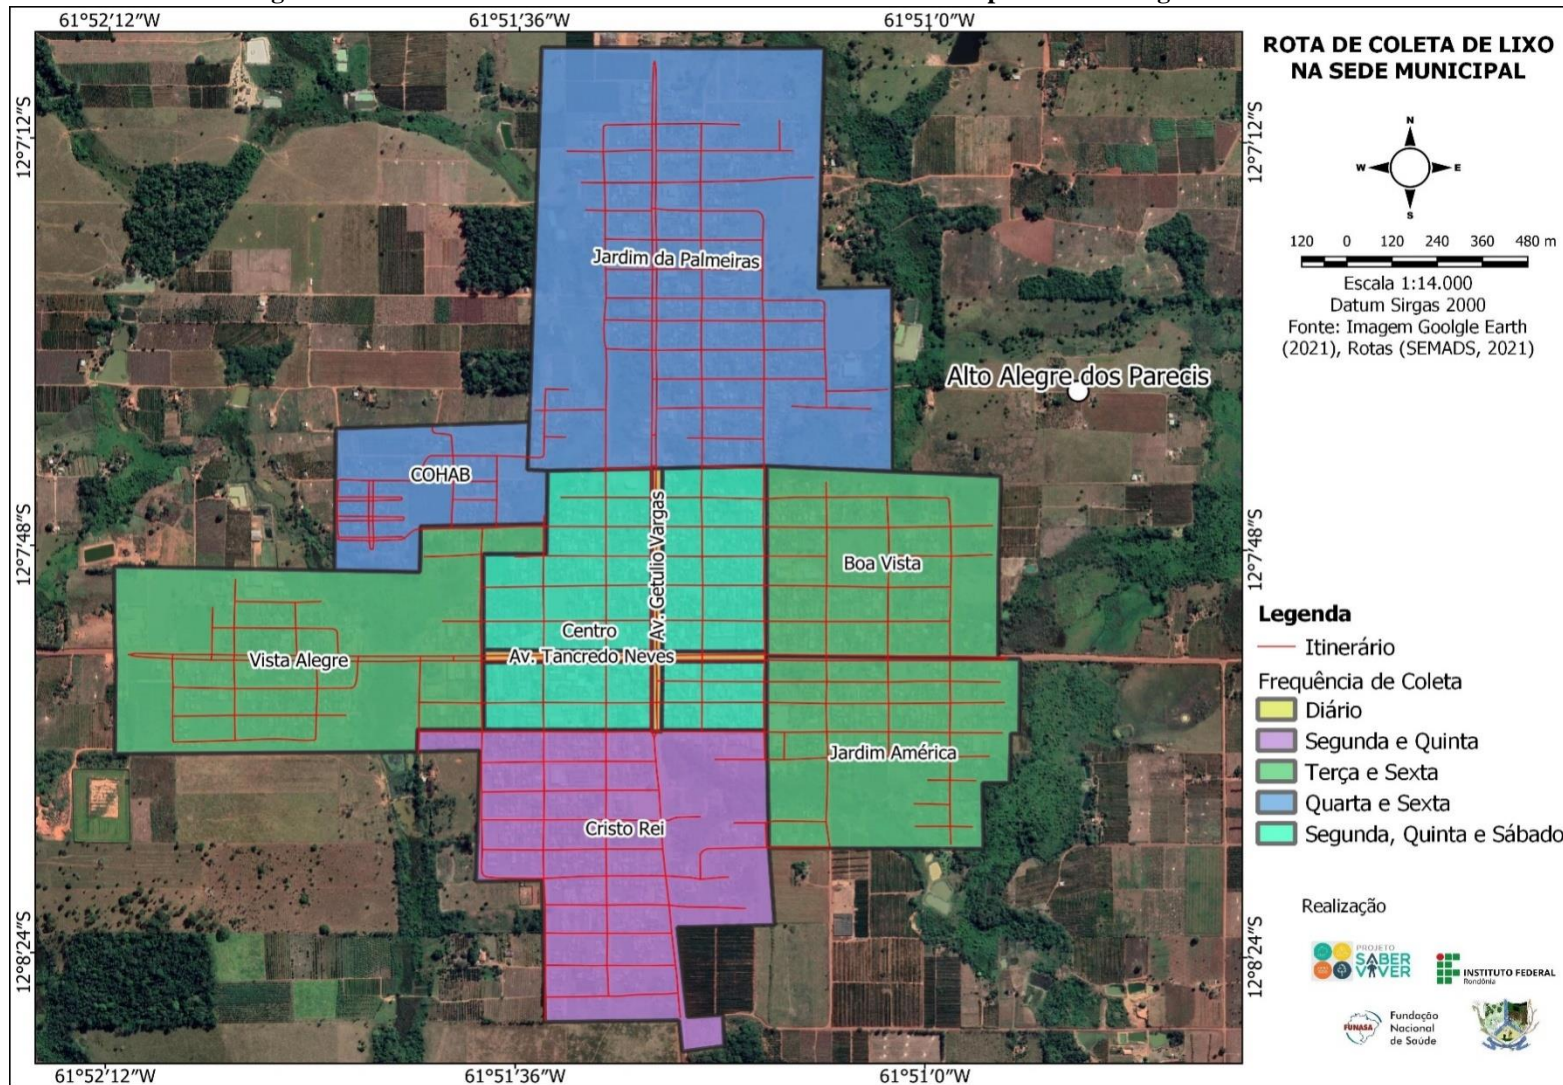 61°52'12"W 61°51'36"W 61°51'0"W
ROTA DE COLETA DE LIXO
NA SEDE MUNICIPAL
12°7'12"S
12°7'12"S
N
W E
S
120 0 120 240 360 480 m
Escala 1:14.000
Datum Sirgas 2000
Fonte: Imagem Goolgle Earth
(2021), Rotas (SEMADS, 2021)
Jardim da Palmeiras
Alto Alegre dos Parecis
COHAB
12°7'48"S
12°7'48"S
Av. Getulio Vargas
Boa Vista
Centro
Av. Tancredo Neves
Vista Alegre
Jardim América
Cristo Rei
Legenda
Itinerário
Frequência de Coleta
Diário
Segunda e Quinta
Terça e Sexta
Quarta e Sexta
Segunda, Quinta e Sábado
12°8'24"S
12°8'24"S
Realização
PROJETO
SABER
VIVER
INSTITUTO FEDERAL
Rondônia
FUNASA
Fundação
Nacional
de Saúde
61°52'12"W 61°51'36"W 61°51'0"W